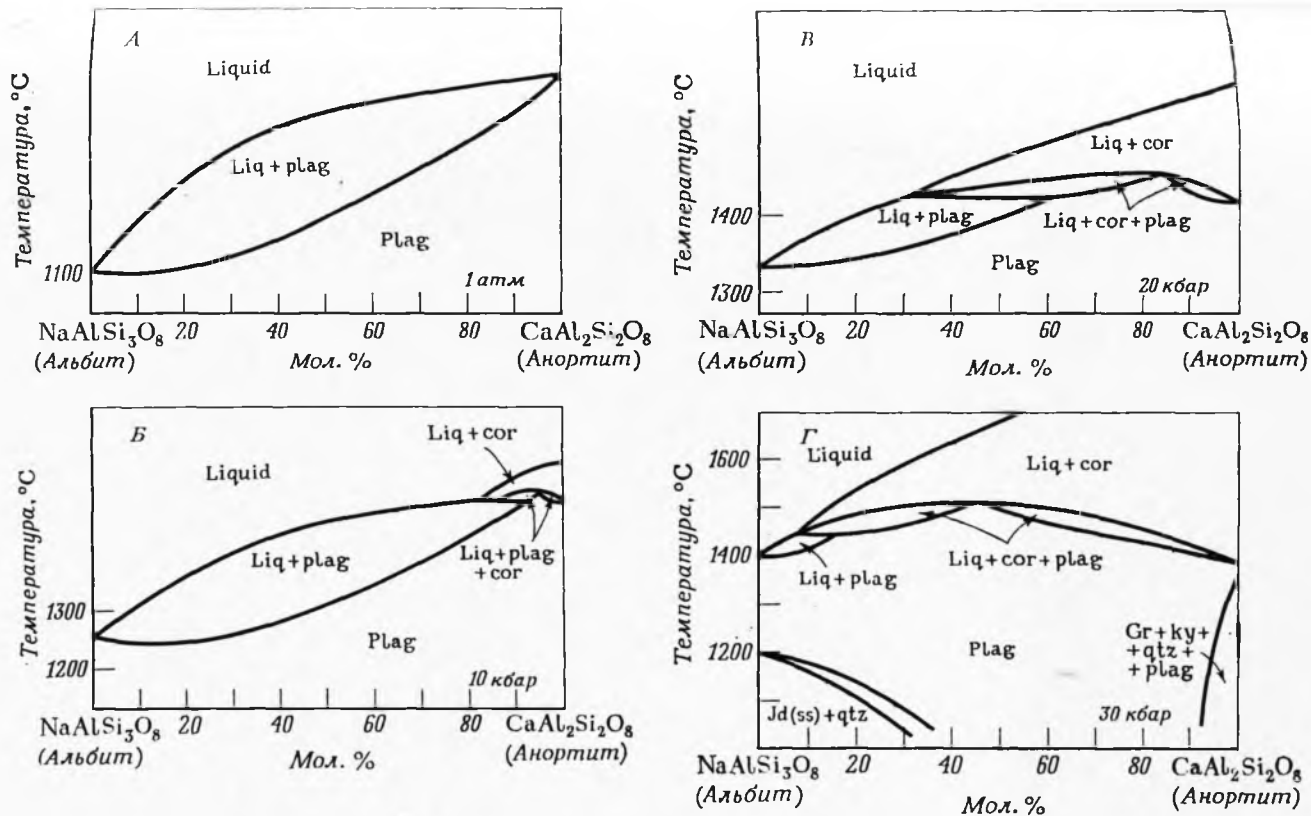 А
Liquid
Liq + plag
Plag
1 атм
Температура, °C
1100
NaAlSi₃O₈ 20 40 60 80 CaAl₂Si₂O₈
(Альбит) Мол. % (Анортит)
В
Liquid
Liq + cor
Liq + plag
Liq + cor + plag
Plag
20 кбар
Температура, °C
1400
1300
NaAlSi₃O₈ 20 40 60 80 CaAl₂Si₂O₈
(Альбит) Мол. % (Анортит)
Б
Liq + cor
Liquid
Liq + plag
Liq + plag
+ cor
Plag
10 кбар
Температура, °C
1300
1200
NaAlSi₃O₈ 20 40 60 80 CaAl₂Si₂O₈
(Альбит) Мол. % (Анортит)
Г
Liquid
Liq + cor
Liq + plag
Liq + cor + plag
Plag
Gr + ky +
+ qtz +
+ plag
Jd (ss) + qtz
30 кбар
Температура, °C
1600
1400
1200
NaAlSi₃O₈ 20 40 60 80 CaAl₂Si₂O₈
(Альбит) Мол. % (Анортит)